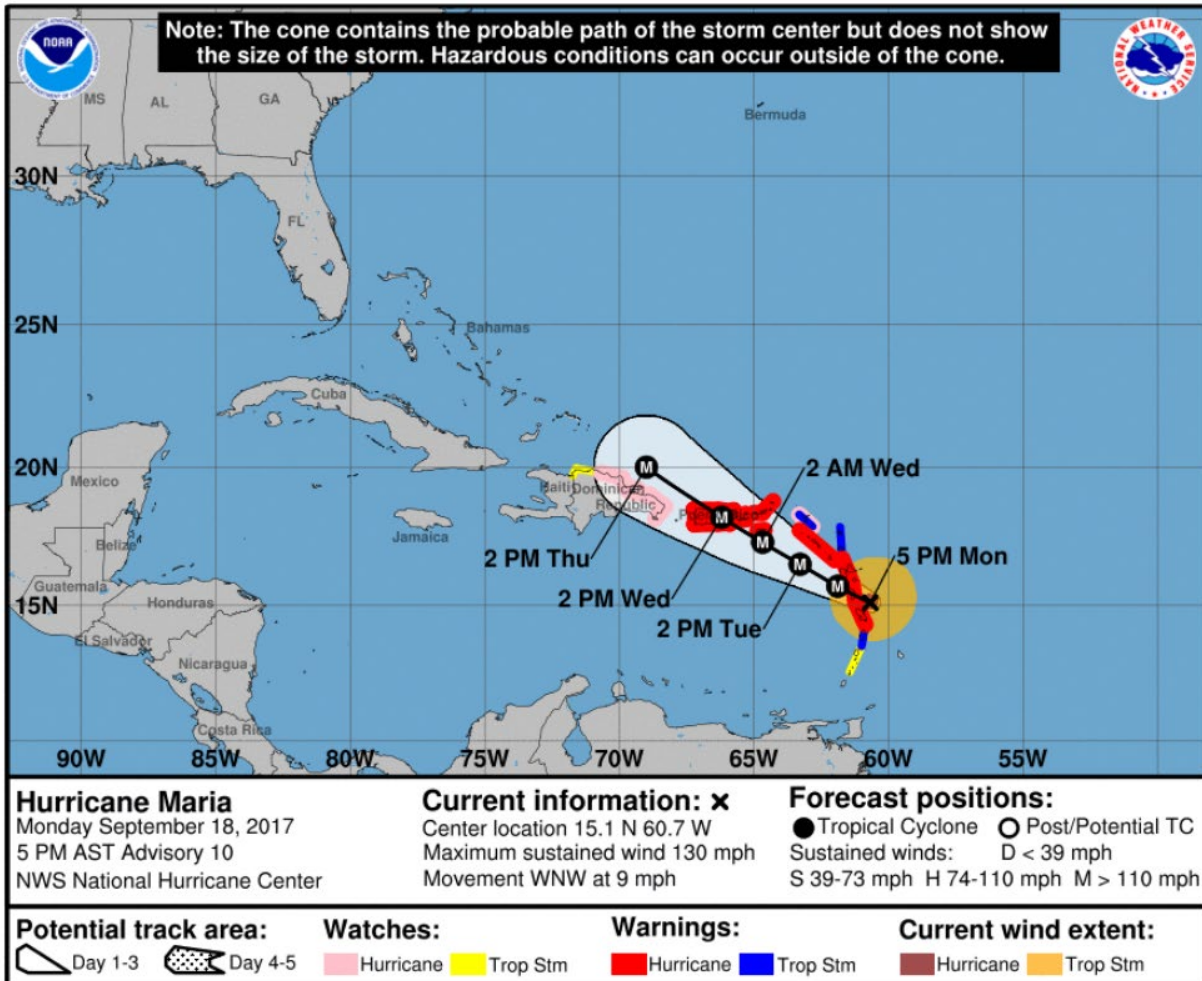 Note: The cone contains the probable path of the storm center but does not show
the size of the storm. Hazardous conditions can occur outside of the cone.
NOAA
NATIONAL WEATHER SERVICE
MS
AL
GA
Bermuda
30N
FL
25N
Bahamas
Cuba
20N
2 AM Wed
Mexico
Haiti
Dominican
Republic
Puerto Rico
Jamaica
Belize
2 PM Thu
5 PM Mon
M
M
M
M
M
Guatemala
15N
Honduras
2 PM Wed
2 PM Tue
El Salvador
Nicaragua
Costa Rica
90W
85W
80W
75W
70W
65W
60W
55W
Hurricane Maria
Monday September 18, 2017
5 PM AST Advisory 10
NWS National Hurricane Center
Current information: x
Center location 15.1 N 60.7 W
Maximum sustained wind 130 mph
Movement WNW at 9 mph
Forecast positions:
Tropical Cyclone
Post/Potential TC
Sustained winds: D < 39 mph
S 39-73 mph H 74-110 mph M > 110 mph
Potential track area:
Day 1-3
Day 4-5
Watches:
Hurricane
Trop Stm
Warnings:
Hurricane
Trop Stm
Current wind extent:
Hurricane
Trop Stm